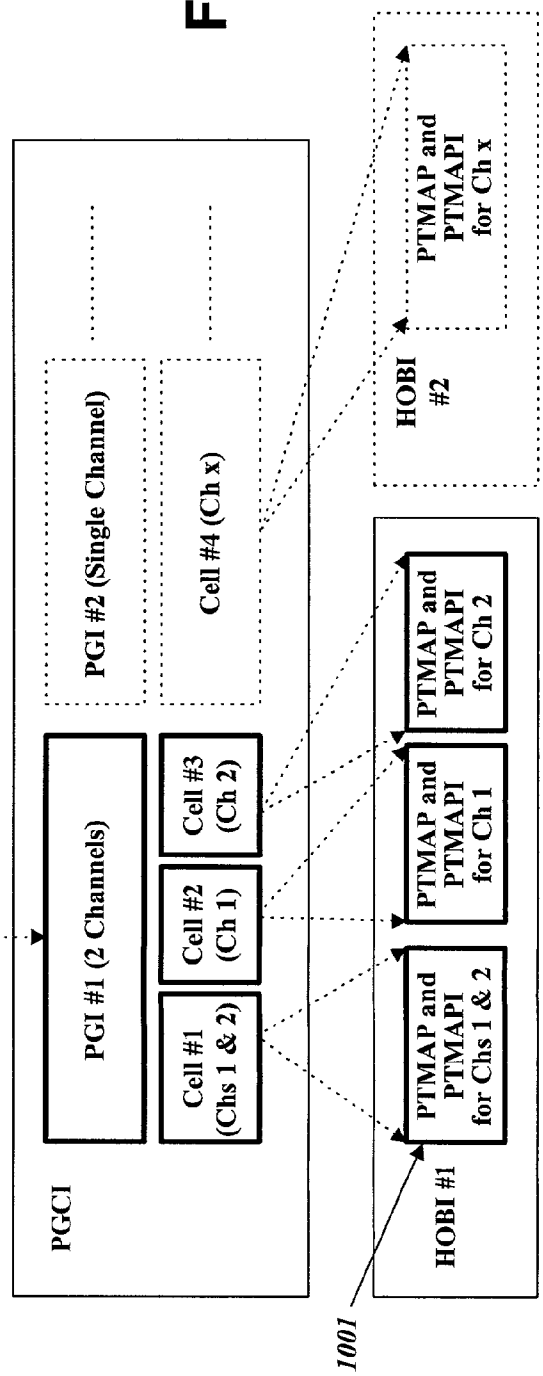 F
PGCI
PGI #1 (2 Channels)
PGI #2 (Single Channel)
Cell #1
(Chs 1 & 2)
Cell #2
(Ch 1)
Cell #3
(Ch 2)
Cell #4 (Ch x)
1001
HOBI #1
PTMAP and
PTMAPI
for Chs 1 & 2
PTMAP and
PTMAPI
for Ch 1
PTMAP and
PTMAPI
for Ch 2
HOBI
#2
PTMAP and
PTMAPI
for Ch x